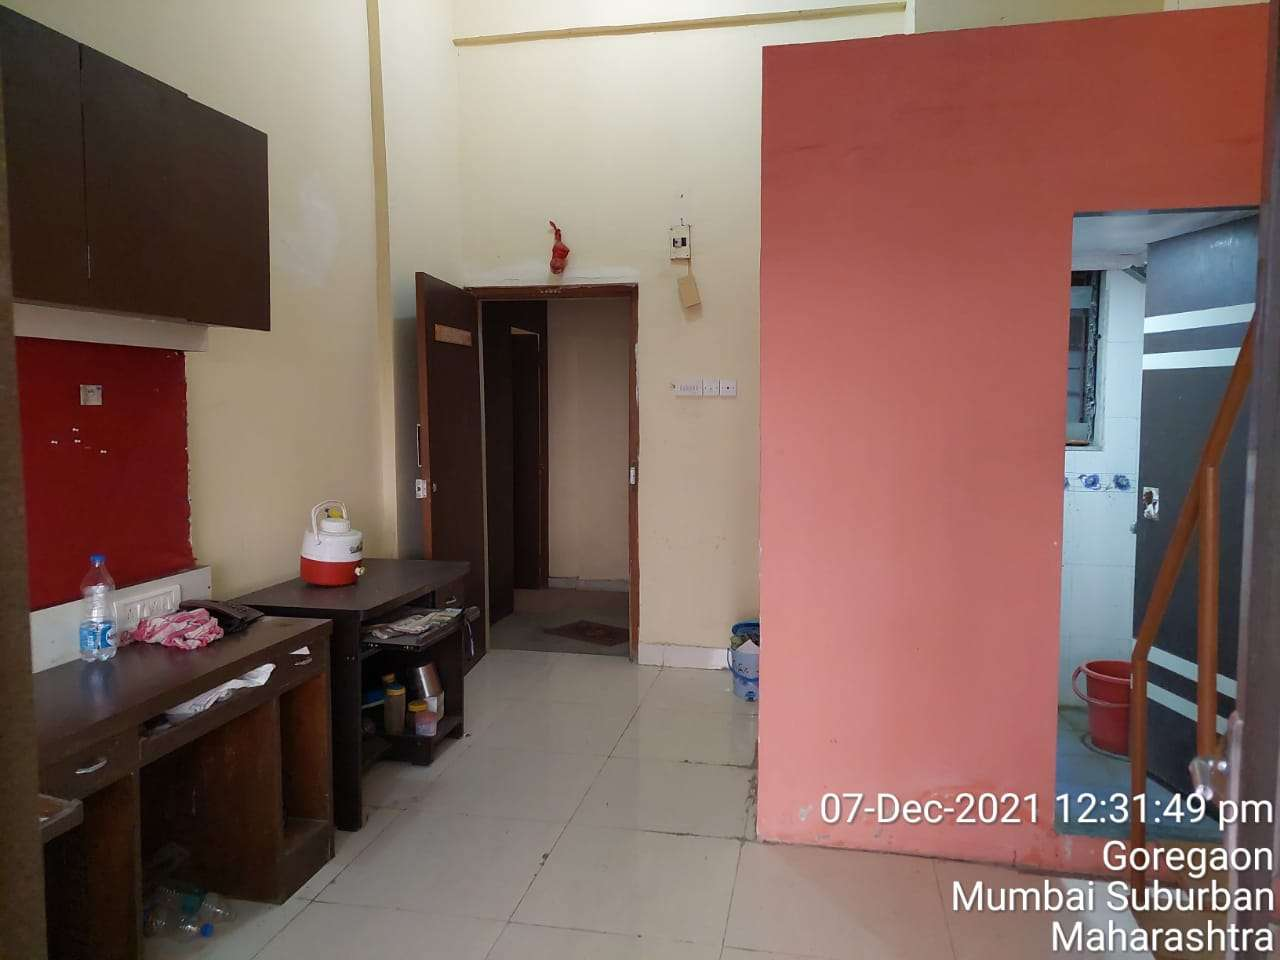 07-Dec-2021 12:31:49 pm
Goregaon
Mumbai Suburban
Maharashtra